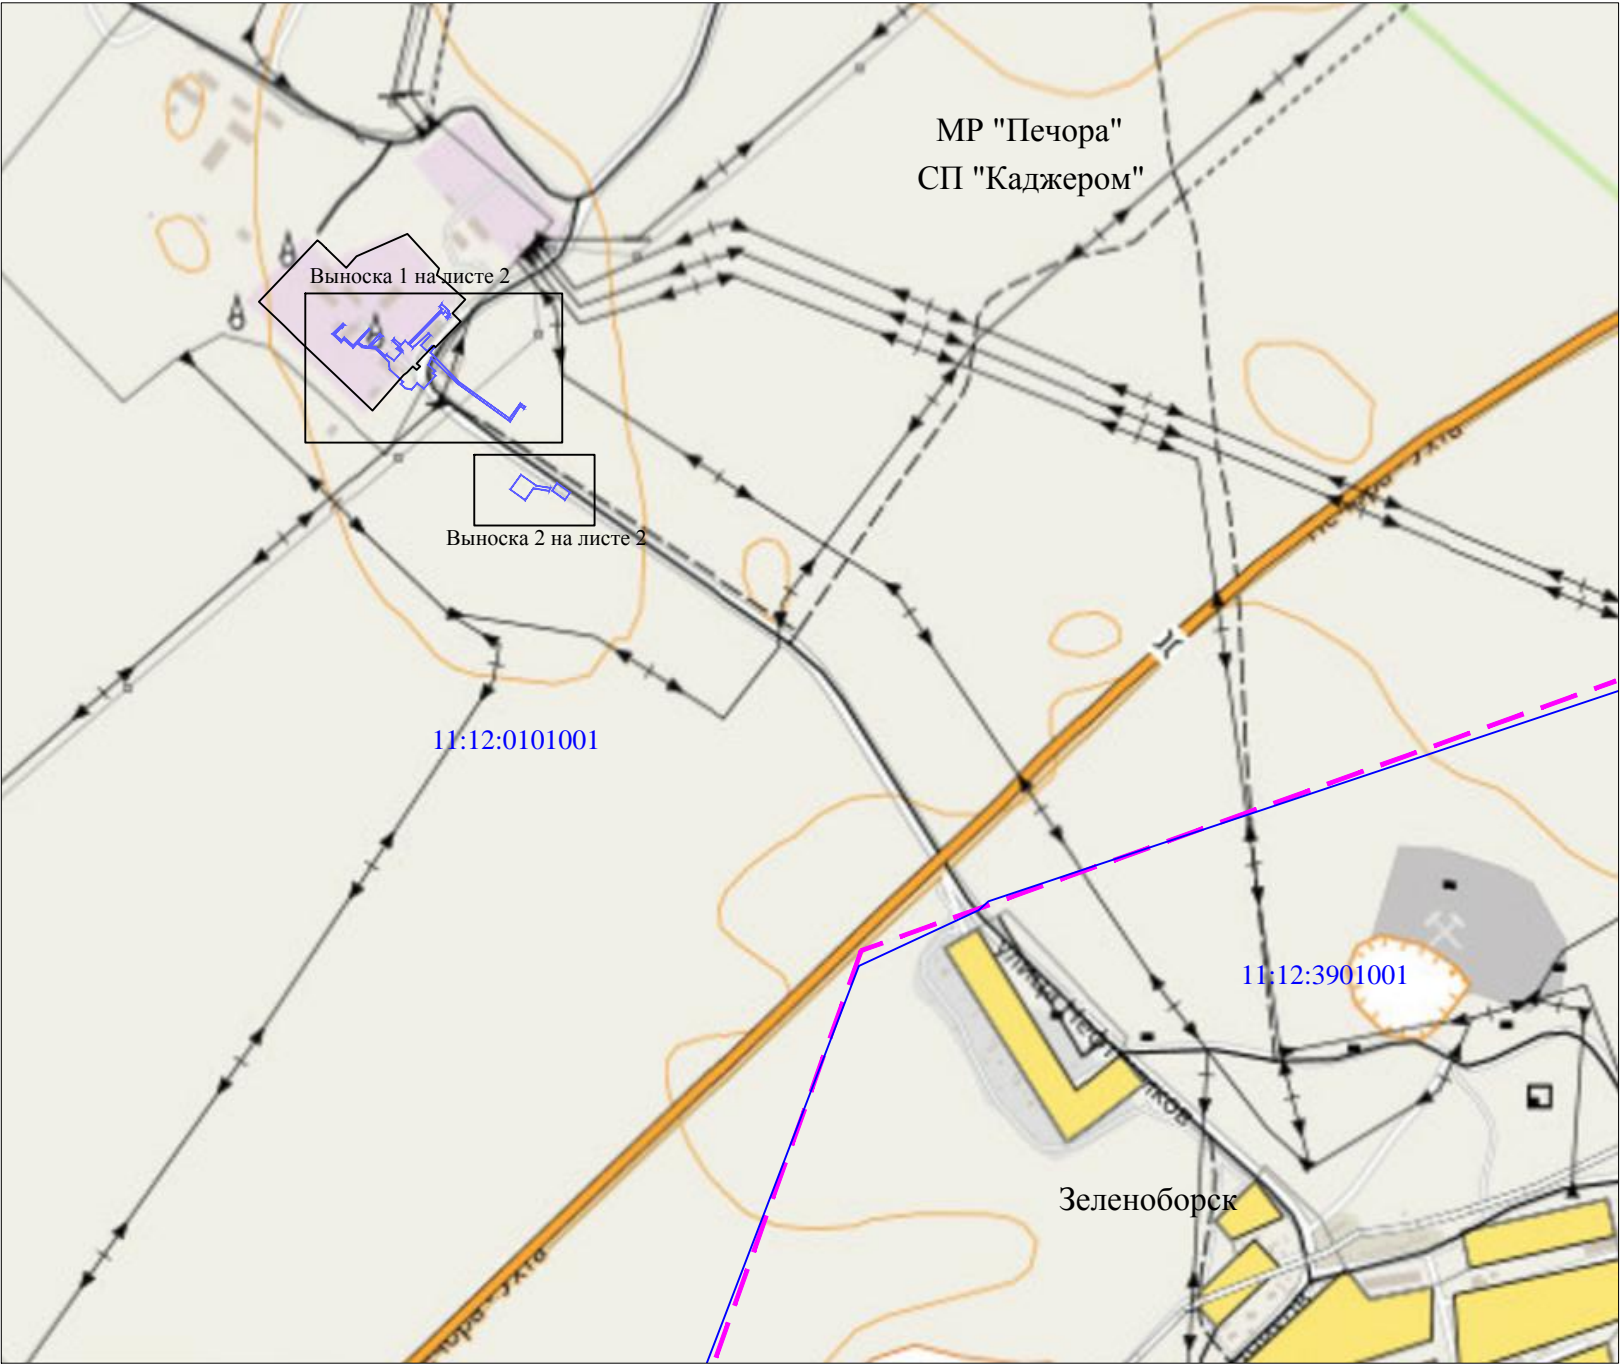 МР "Печора"
СП "Каджером"
Выноска 1 на листе 2
Выноска 2 на листе 2
11:12:0101001
11:12:3901001
Зеленоборск